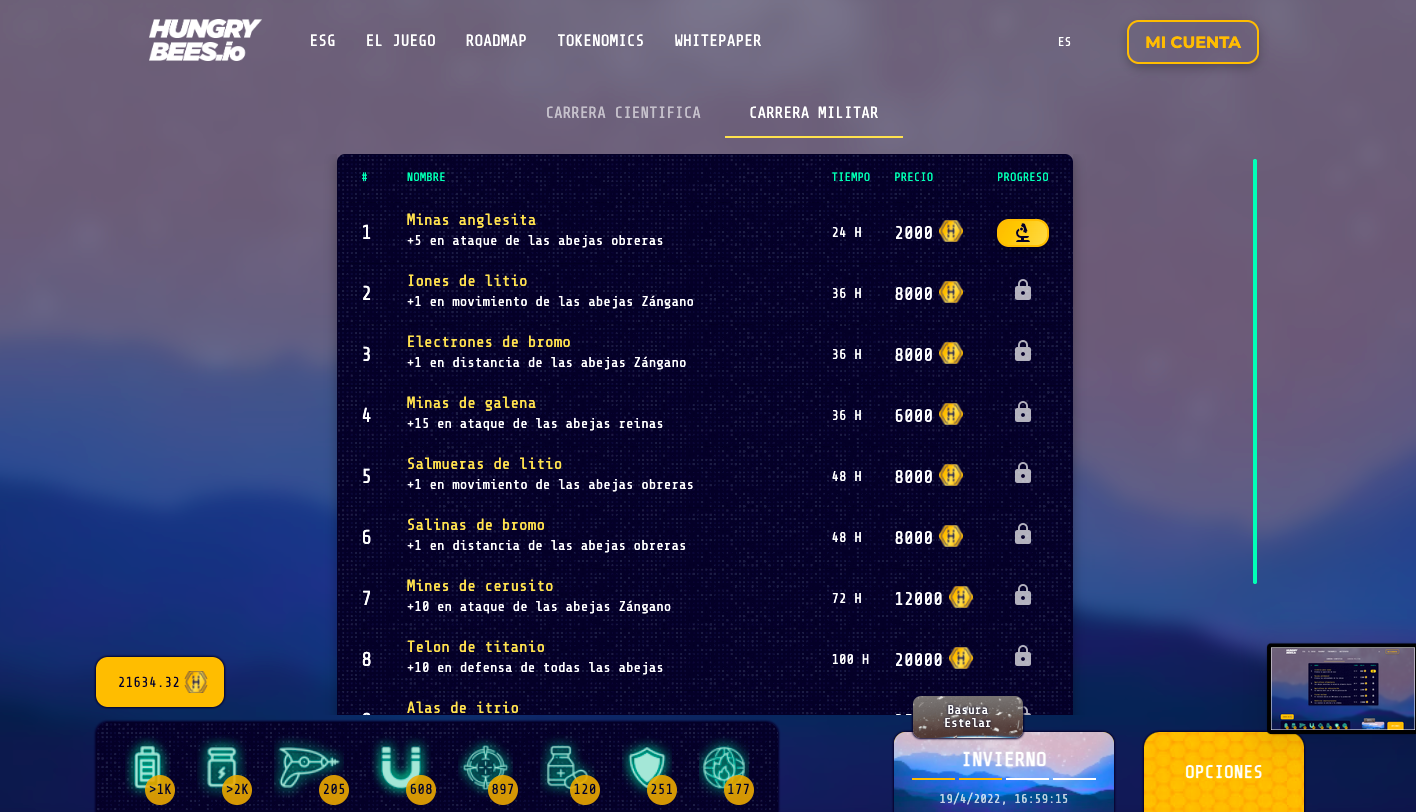 HUNGRY
BEES.io
ESG
EL JUEGO
ROADMAP
TOKENOMICS
WHITEPAPER
ES
MI CUENTA
CARRERA CIENTIFICA
CARRERA MILITAR
# NOMBRE TIEMPO PRECIO PROGRESO
1 Minas anglesita 24 H 2000
+5 en ataque de las abejas obreras
2 Iones de litio 36 H 8000
+1 en movimiento de las abejas Zángano
3 Electrones de bromo 36 H 8000
+1 en distancia de las abejas Zángano
4 Minas de galena 36 H 6000
+15 en ataque de las abejas reinas
5 Salmueras de litio 48 H 8000
+1 en movimiento de las abejas obreras
6 Salinas de bromo 48 H 8000
+1 en distancia de las abejas obreras
7 Mines de cerusito 72 H 12000
+10 en ataque de las abejas Zángano
8 Telon de titanio 100 H 20000
+10 en defensa de todas las abejas
Alas de itrio
21634.32
>1K
>2K
205
608
897
120
251
177
Basura
Estelar
INVIERNO
19/4/2022, 16:59:15
OPCIONES